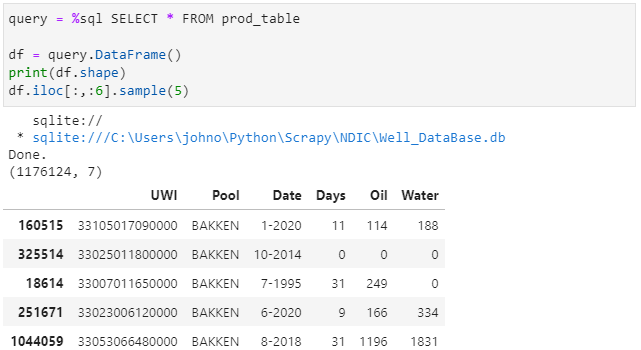 query = %sql SELECT * FROM prod_table
df = query.DataFrame()
print(df.shape)
df.iloc[:,:6].sample(5)
sqlite://
* sqlite:///C:\Users\johno\Python\Scrapy\NDIC\Well_DataBase.db
Done.
(1176124, 7)
UWI Pool Date Days Oil Water
160515 33105017090000 BAKKEN 1-2020 11 114 188
325514 33025011800000 BAKKEN 10-2014 0 0 0
18614 33007011650000 BAKKEN 7-1995 31 249 0
251671 33023006120000 BAKKEN 6-2020 9 166 334
1044059 33053066480000 BAKKEN 8-2018 31 1196 1831